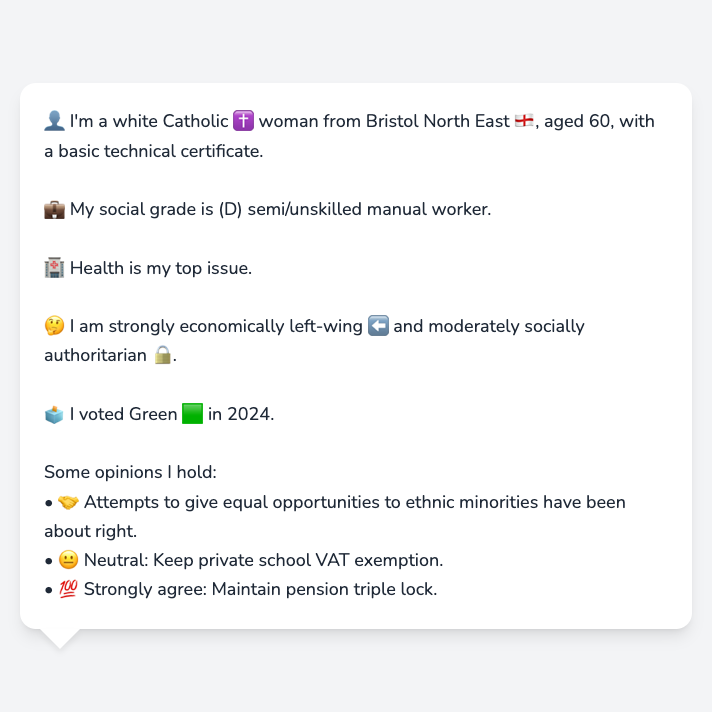 👤 I'm a white Catholic ✝️ woman from Bristol North East 🏴󠁧󠁢󠁥󠁮󠁧󠁿, aged 60, with
a basic technical certificate.
💼 My social grade is (D) semi/unskilled manual worker.
🏥 Health is my top issue.
🤔 I am strongly economically left-wing ⬅️ and moderately socially
authoritarian 🔒.
🗳️ I voted Green 🟩 in 2024.
Some opinions I hold:
• 🤝 Attempts to give equal opportunities to ethnic minorities have been
about right.
• 😐 Neutral: Keep private school VAT exemption.
• 💯 Strongly agree: Maintain pension triple lock.